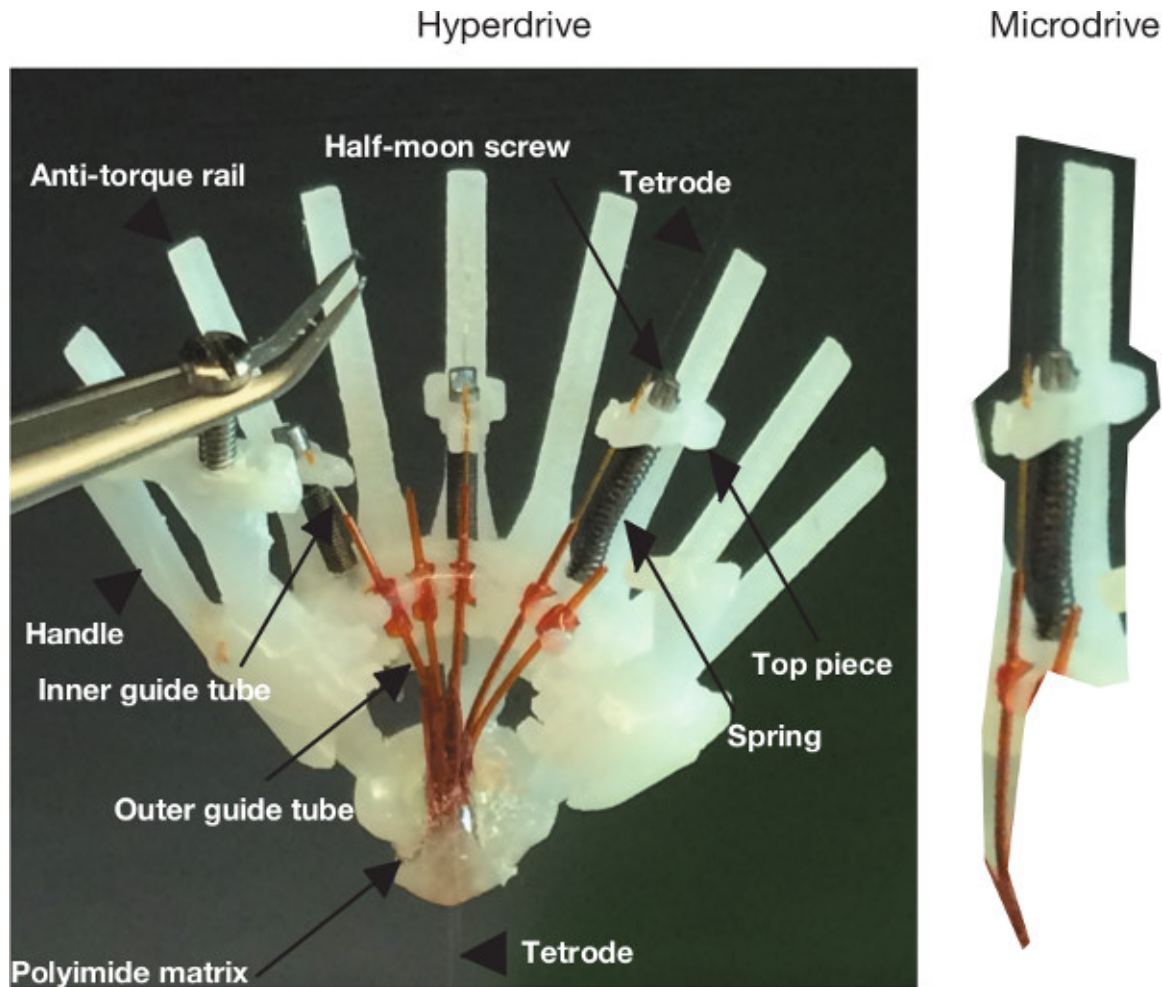 Hyperdrive
Microdrive
Half-moon screw
Anti-torque rail
Tetrode
Handle
Inner guide tube
Top piece
Spring
Outer guide tube
Tetrode
Polyimide matrix